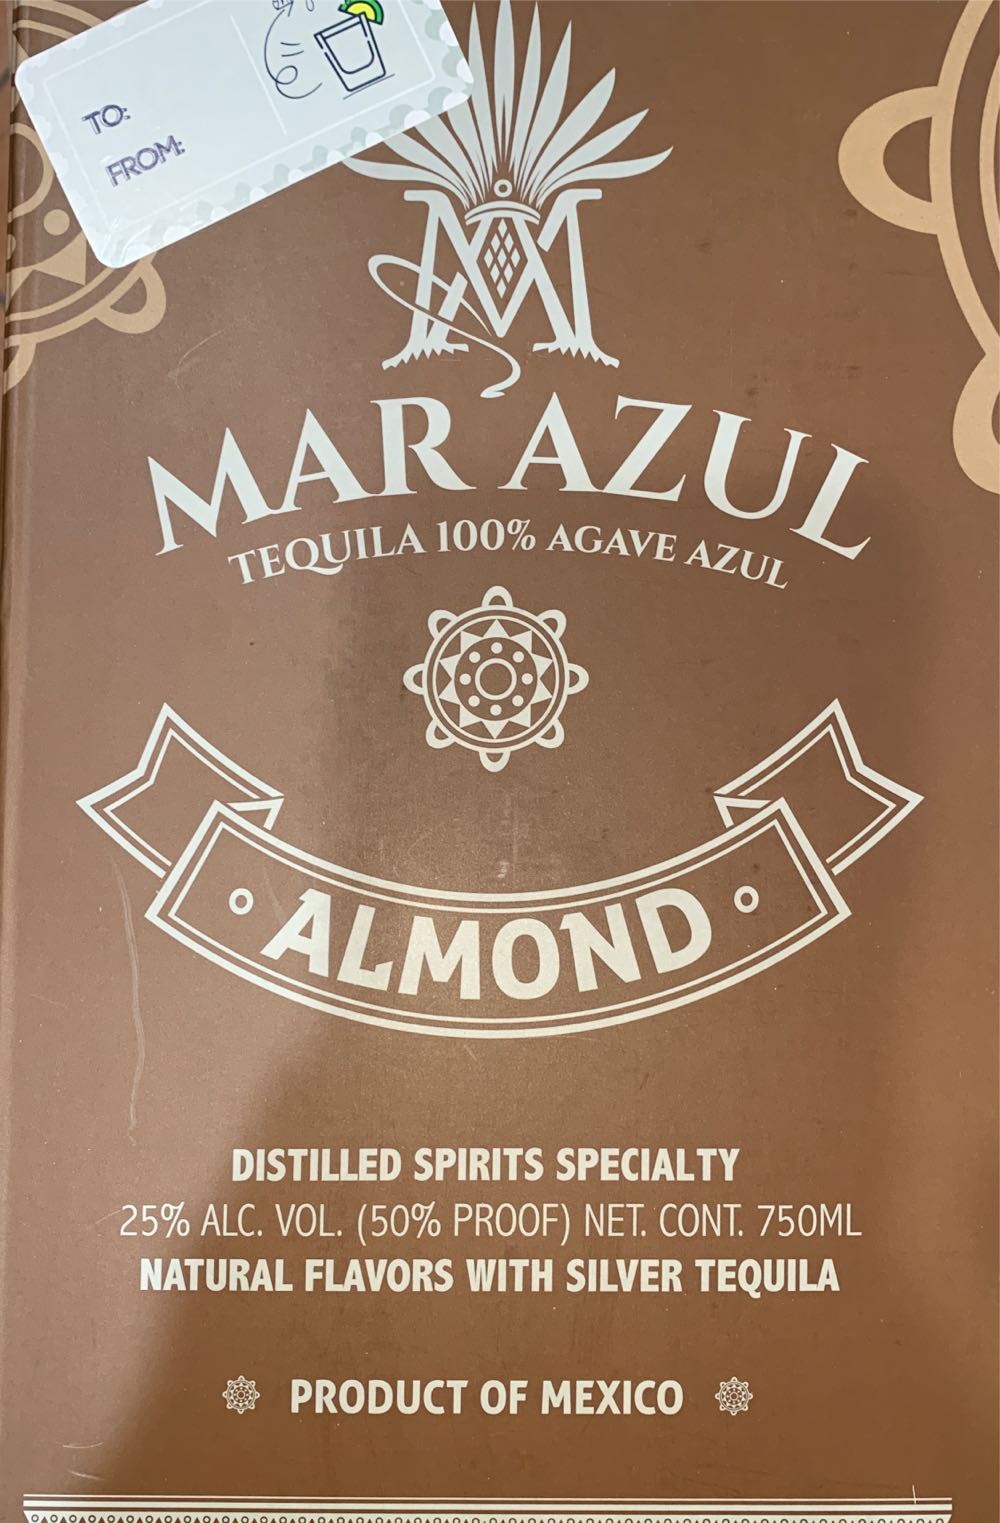 TO:
FROM:
MAR AZUL
TEQUILA 100% AGAVE AZUL
ALMOND
DISTILLED SPIRITS SPECIALTY
25% ALC. VOL. (50% PROOF) NET. CONT. 750ML
NATURAL FLAVORS WITH SILVER TEQUILA
PRODUCT OF MEXICO